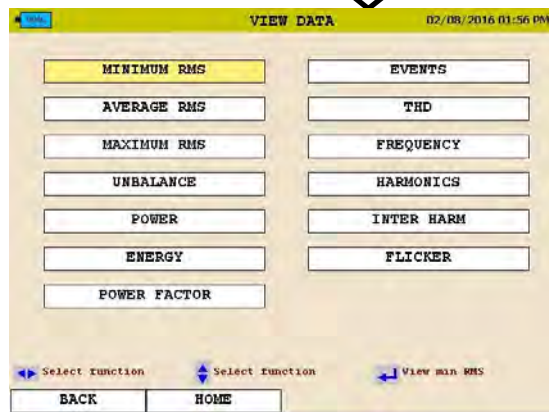 VIEW DATA 02/08/2016 01:56 PM
MINIMUM RMS EVENTS
AVERAGE RMS THD
MAXIMUM RMS FREQUENCY
UNBALANCE HARMONICS
POWER INTER HARM
ENERGY FLICKER
POWER FACTOR
Select function Select function View min RMS
BACK HOME